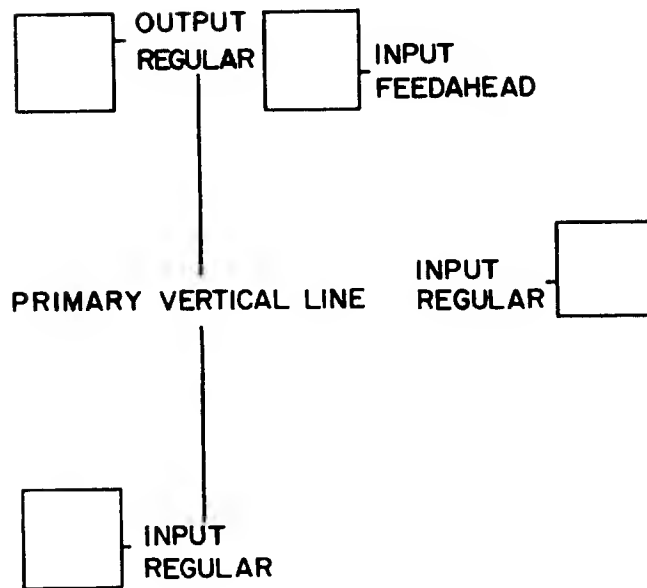 OUTPUT
REGULAR
INPUT
FEEDAHEAD
INPUT
REGULAR
PRIMARY VERTICAL LINE
INPUT
REGULAR